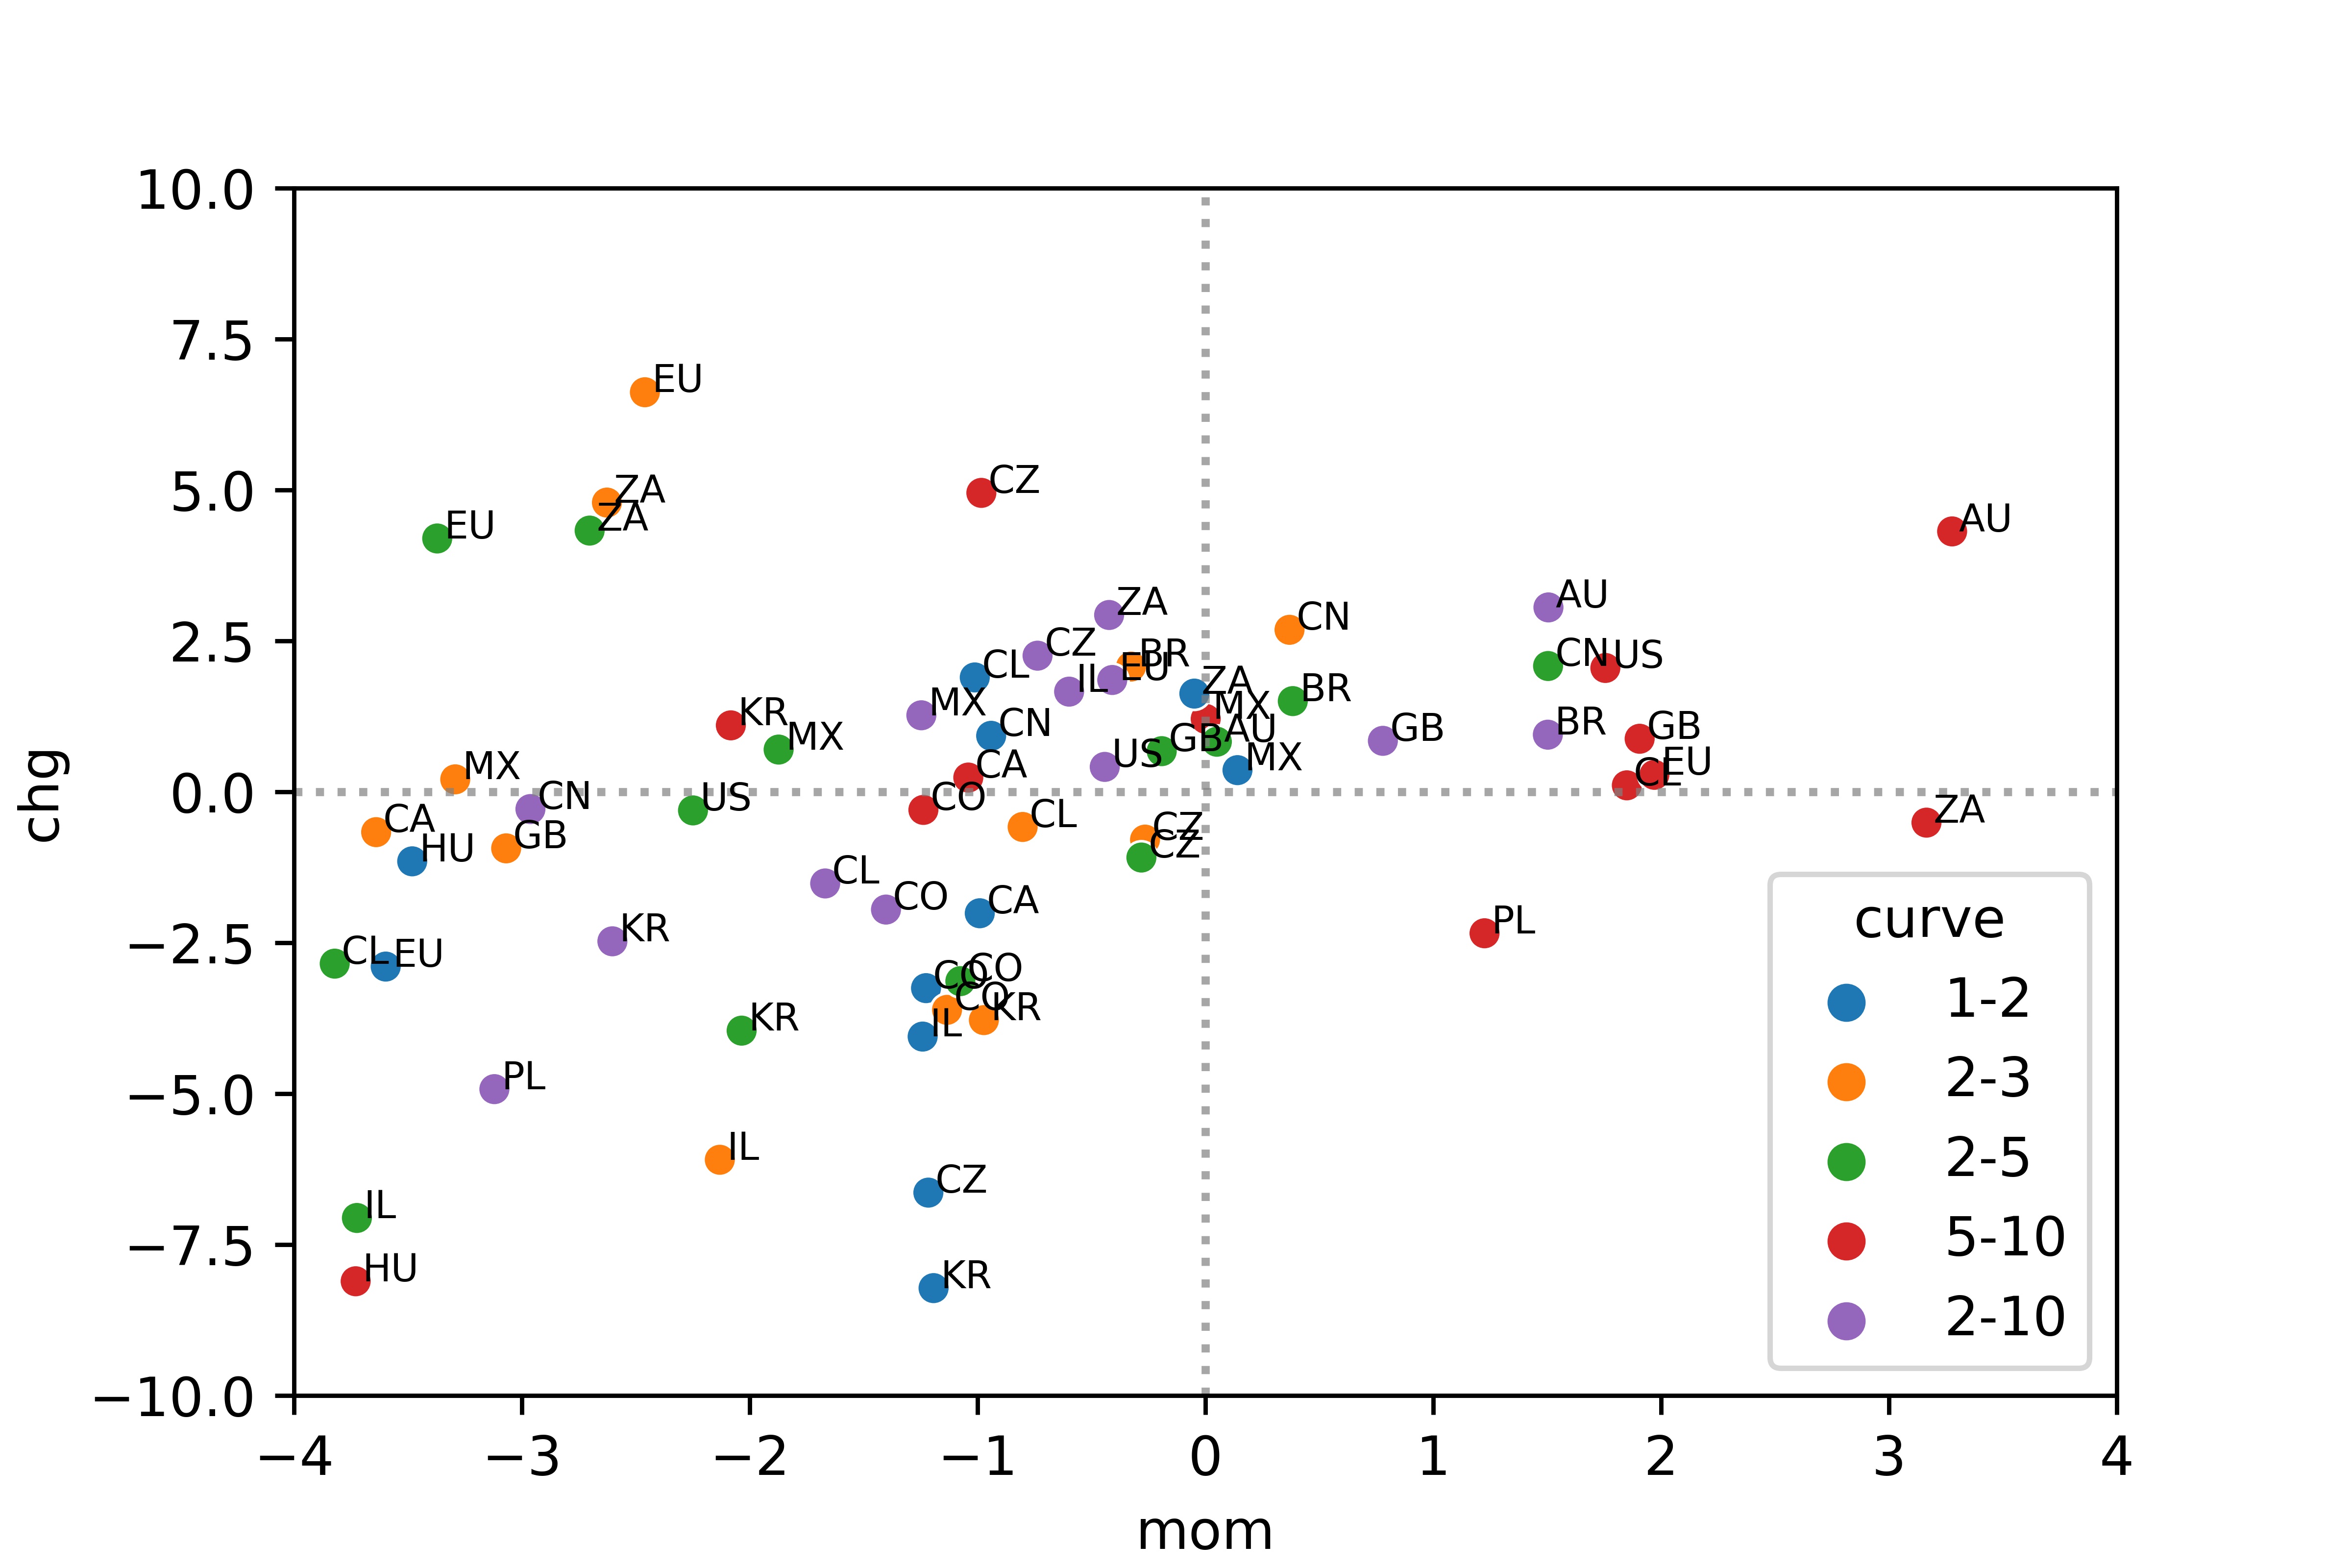 10.0
7.5
5.0
2.5
0.0
−2.5
−5.0
−7.5
−10.0
chg
EU
ZA
CZ
ZA
EU
AU
ZA
AU
CN
CZ
BR
CN
US
EU
CL
IL
ZA
BR
MX
MX
KR
CN
BR
GB
MX
GB
AU
GB
US
MX
CA
EU
CL
MX
CN
US
CO
ZA
CA
CL
CZ
HU
GB
CZ
CL
CO
CA
PL
KR
CL
EU
CO
CO
CO
KR
KR
IL
PL
IL
CZ
IL
HU
KR
curve
1-2
2-3
2-5
5-10
2-10
−4
−3
−2
−1
0
1
2
3
4
mom